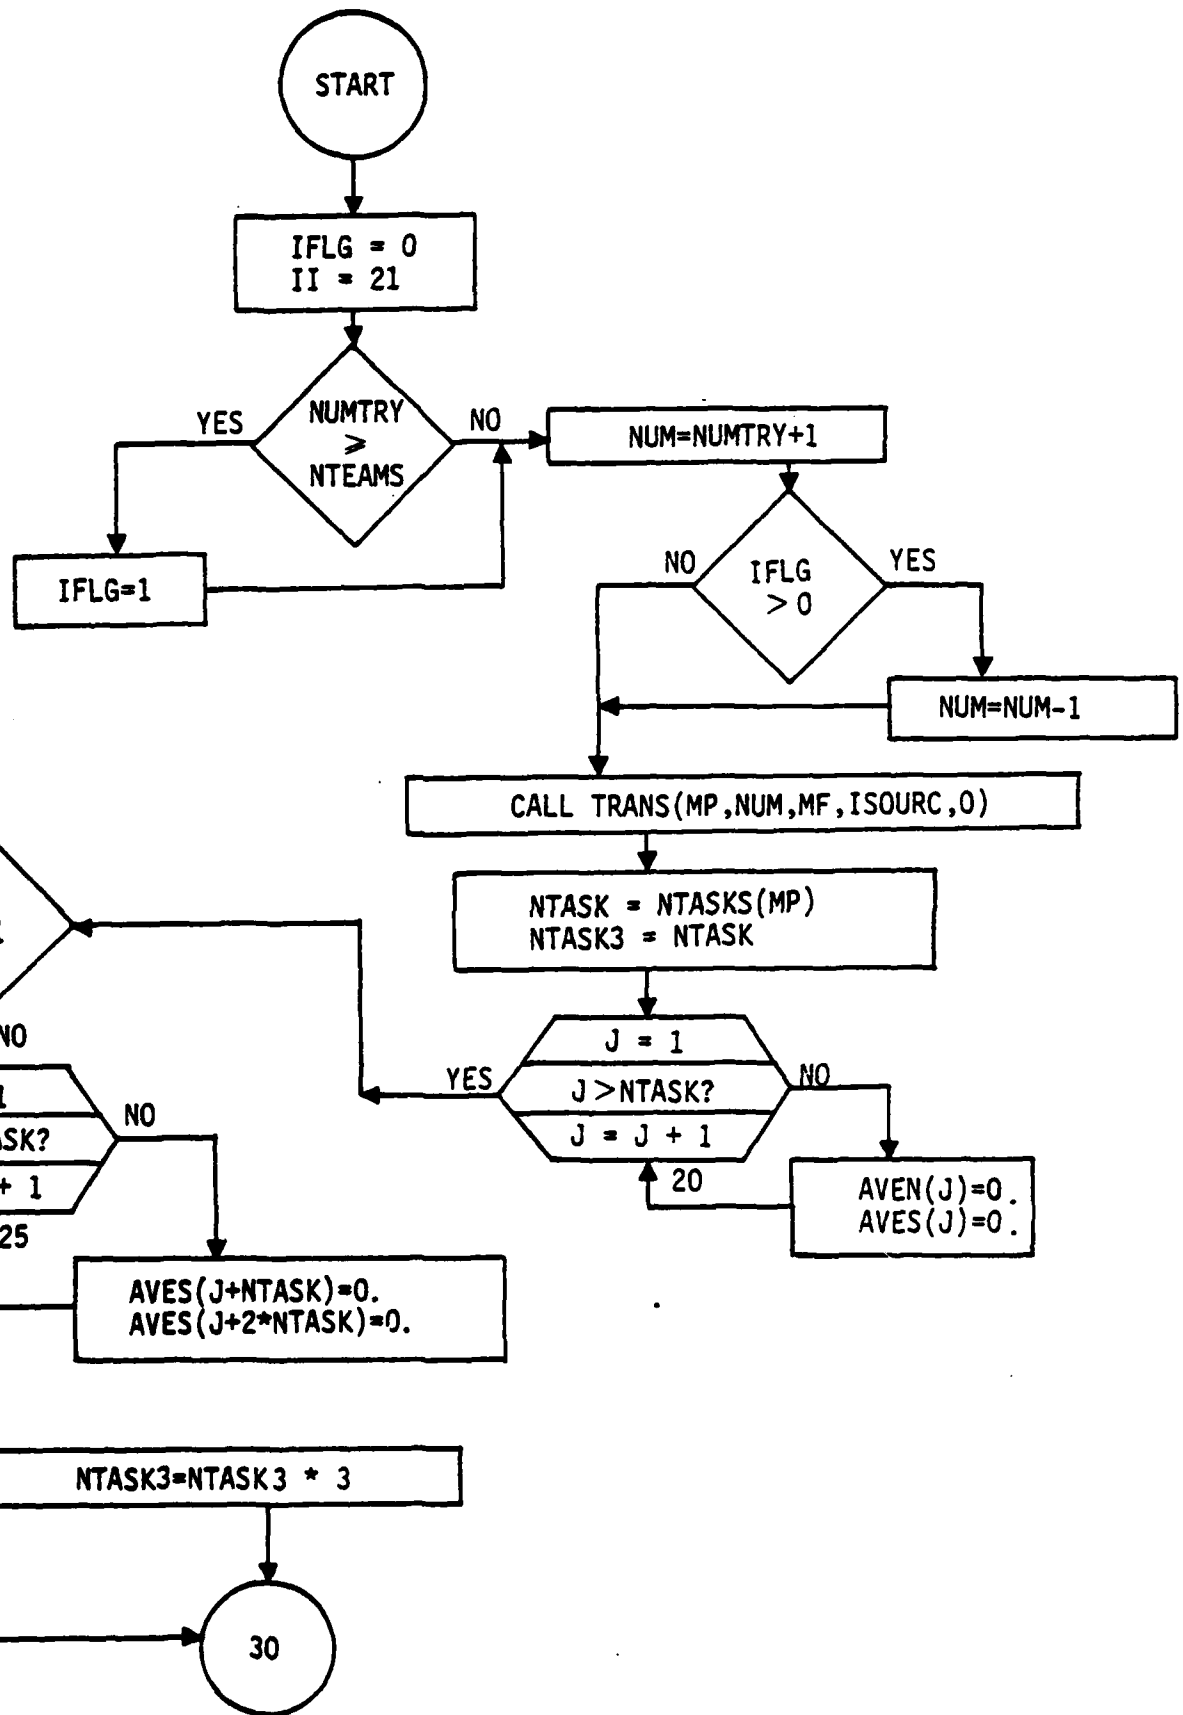 START
IFLG = 0
II = 21
NUMTRY
≥
NTEAMS
YES
NO
NUM=NUMTRY+1
IFLG=1
IFLG
> 0
NO
YES
NUM=NUM-1
CALL TRANS(MP,NUM,MF,ISOURC,0)
NTASK = NTASKS(MP)
NTASK3 = NTASK
J = 1
J >NTASK?
J = J + 1
YES
NO
20
AVEN(J)=0.
AVES(J)=0.
NO
1
ASK?
+ 1
NO
25
AVES(J+NTASK)=0.
AVES(J+2*NTASK)=0.
NTASK3=NTASK3 * 3
30